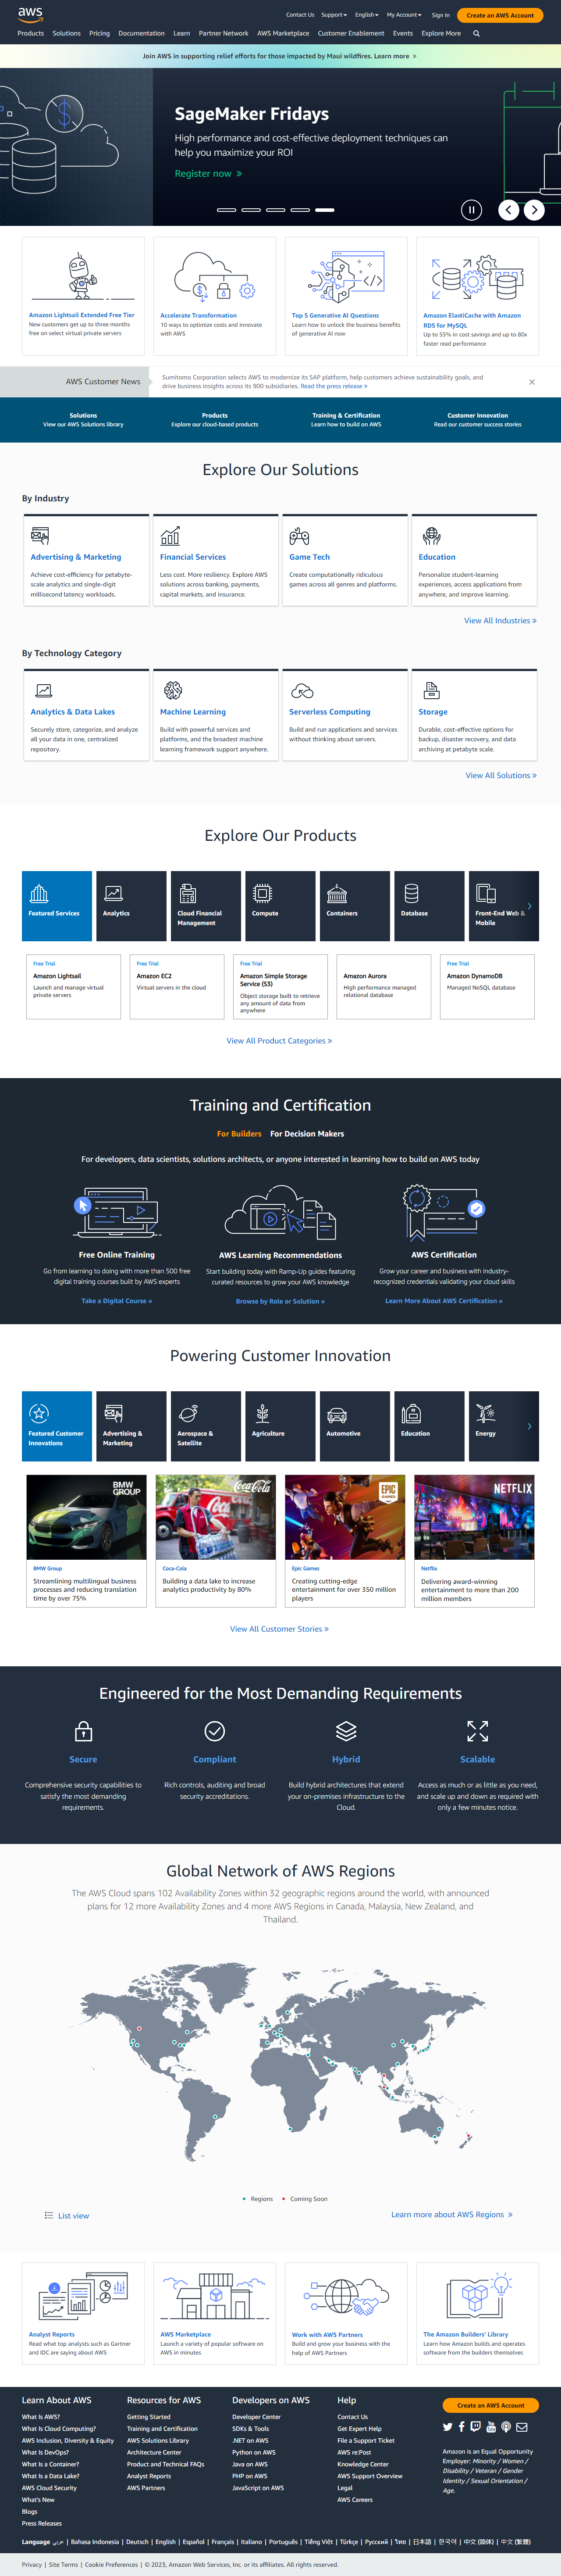 aws
Contact Us Support English My Account Sign In Create an AWS Account
Products Solutions Pricing Documentation Learn Partner Network AWS Marketplace Customer Enablement Events Explore More
Join AWS in supporting relief efforts for those impacted by Maui wildfires. Learn more »
SageMaker Fridays
High performance and cost-effective deployment techniques can
help you maximize your ROI
Register now »
Amazon Lightsail Extended Free Tier
New customers get up to three months
free on select virtual private servers
Accelerate Transformation
10 ways to optimize costs and innovate
with AWS
Top 5 Generative AI Questions
Learn how to unlock the business benefits
of generative AI now
Amazon ElastiCache with Amazon
RDS for MySQL
Up to 55% in cost savings and up to 80x
faster read performance
AWS Customer News
Sumitomo Corporation selects AWS to modernize its SAP platform, help customers achieve sustainability goals, and
drive business insights across its 900 subsidiaries. Read the press release »
Solutions
View our AWS Solutions library
Products
Explore our cloud-based products
Training & Certification
Learn how to build on AWS
Customer Innovation
Read our customer success stories
Explore Our Solutions
By Industry
Advertising & Marketing
Achieve cost-efficiency for petabyte-
scale analytics and single-digit
millisecond latency workloads.
Financial Services
Less cost. More resiliency. Explore AWS
solutions across banking, payments,
capital markets, and insurance.
Game Tech
Create computationally ridiculous
games across all genres and platforms.
Education
Personalize student-learning
experiences, access applications from
anywhere, and improve learning.
View All Industries »
By Technology Category
Analytics & Data Lakes
Securely store, categorize, and analyze
all your data in one, centralized
repository.
Machine Learning
Build with powerful services and
platforms, and the broadest machine
learning framework support anywhere.
Serverless Computing
Build and run applications and services
without thinking about servers.
Storage
Durable, cost-effective options for
backup, disaster recovery, and data
archiving at petabyte scale.
View All Solutions »
Explore Our Products
Featured Services
Analytics
Cloud Financial
Management
Compute
Containers
Database
Front-End Web &
Mobile
Free Trial
Amazon Lightsail
Launch and manage virtual
private servers
Free Trial
Amazon EC2
Virtual servers in the cloud
Free Trial
Amazon Simple Storage
Service (S3)
Object storage built to retrieve
any amount of data from
anywhere
Amazon Aurora
High performance managed
relational database
Free Trial
Amazon DynamoDB
Managed NoSQL database
View All Product Categories »
Training and Certification
For Builders For Decision Makers
For developers, data scientists, solutions architects, or anyone interested in learning how to build on AWS today
Free Online Training
Go from learning to doing with more than 500 free
digital training courses built by AWS experts
Take a Digital Course »
AWS Learning Recommendations
Start building today with Ramp-Up guides featuring
curated resources to grow your AWS knowledge
Browse by Role or Solution »
AWS Certification
Grow your career and business with industry-
recognized credentials validating your cloud skills
Learn More About AWS Certification »
Powering Customer Innovation
Featured Customer
Innovations
Advertising &
Marketing
Aerospace &
Satellite
Agriculture
Automotive
Education
Energy
BMW
GROUP
BMW Group
Streamlining multilingual business
processes and reducing translation
time by over 75%
Coca-Cola
Coca-Cola
Building a data lake to increase
analytics productivity by 80%
EPIC
GAMES
Epic Games
Creating cutting-edge
entertainment for over 350 million
players
NETFLIX
Netflix
Delivering award-winning
entertainment to more than 200
million members
View All Customer Stories »
Engineered for the Most Demanding Requirements
Secure
Comprehensive security capabilities to
satisfy the most demanding
requirements.
Compliant
Rich controls, auditing and broad
security accreditations.
Hybrid
Build hybrid architectures that extend
your on-premises infrastructure to the
Cloud.
Scalable
Access as much or as little as you need,
and scale up and down as required with
only a few minutes notice.
Global Network of AWS Regions
The AWS Cloud spans 102 Availability Zones within 32 geographic regions around the world, with announced
plans for 12 more Availability Zones and 4 more AWS Regions in Canada, Malaysia, New Zealand, and
Thailand.
Regions Coming Soon
List view
Learn more about AWS Regions »
Analyst Reports
Read what top analysts such as Gartner
and IDC are saying about AWS
AWS Marketplace
Launch a variety of popular software on
AWS in minutes
Work with AWS Partners
Build and grow your business with the
help of AWS Partners
The Amazon Builders' Library
Learn how Amazon builds and operates
software from the builders themselves
Learn About AWS
What Is AWS?
What Is Cloud Computing?
AWS Inclusion, Diversity & Equity
What Is DevOps?
What Is a Container?
What Is a Data Lake?
AWS Cloud Security
What's New
Blogs
Press Releases
Resources for AWS
Getting Started
Training and Certification
AWS Solutions Library
Architecture Center
Product and Technical FAQs
Analyst Reports
AWS Partners
Developers on AWS
Developer Center
SDKs & Tools
.NET on AWS
Python on AWS
Java on AWS
PHP on AWS
JavaScript on AWS
Help
Contact Us
Get Expert Help
File a Support Ticket
AWS re:Post
Knowledge Center
AWS Support Overview
Legal
AWS Careers
Create an AWS Account
Amazon is an Equal Opportunity
Employer: Minority / Women /
Disability / Veteran / Gender
Identity / Sexual Orientation /
Age.
Language عربي | Bahasa Indonesia | Deutsch | English | Español | Français | Italiano | Português | Tiếng Việt | Türkçe | Ρусский | ไทย | 日本語 | 한국어 | 中文 (简体) | 中文 (繁體)
Privacy | Site Terms | Cookie Preferences | © 2023, Amazon Web Services, Inc. or its affiliates. All rights reserved.